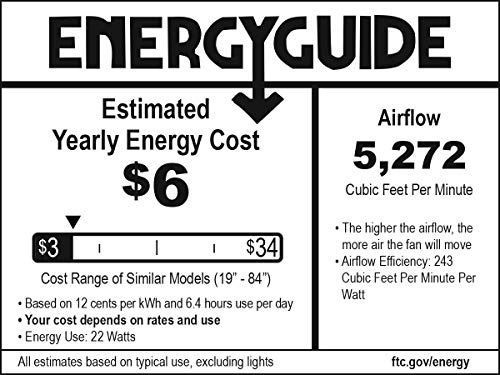 ENERGYGUIDE
Estimated
Yearly Energy Cost
$6
$3
$34
Cost Range of Similar Models (19" - 84")
• Based on 12 cents per kWh and 6.4 hours use per day
• Your cost depends on rates and use
• Energy Use: 22 Watts
Airflow
5,272
Cubic Feet Per Minute
• The higher the airflow, the
more air the fan will move
• Airflow Efficiency: 243
Cubic Feet Per Minute Per
Watt
All estimates based on typical use, excluding lights
ftc.gov/energy